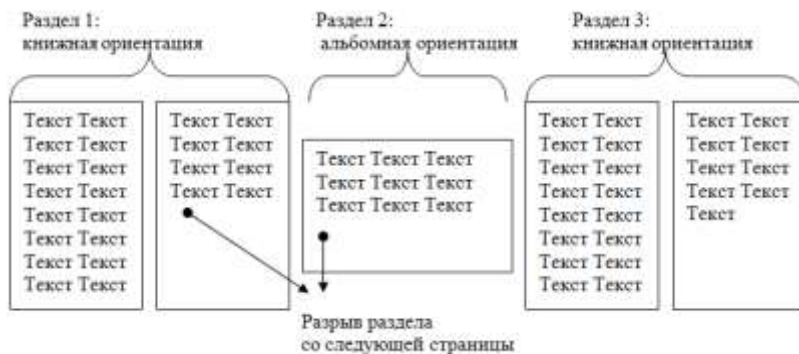 Раздел 1:
книжная ориентация
Раздел 2:
альбомная ориентация
Раздел 3:
книжная ориентация
Текст Текст
Текст Текст
Текст Текст
Текст Текст
Текст Текст
Текст Текст
Текст Текст
Текст Текст
Текст Текст
Текст Текст
Текст Текст
Текст Текст
Текст Текст Текст
Текст Текст Текст
Текст Текст Текст
Текст Текст
Текст Текст
Текст Текст
Текст Текст
Текст Текст
Текст Текст
Текст Текст
Текст Текст
Текст Текст
Текст Текст
Текст Текст
Текст Текст
Текст
Разрыв раздела
со следующей страницы